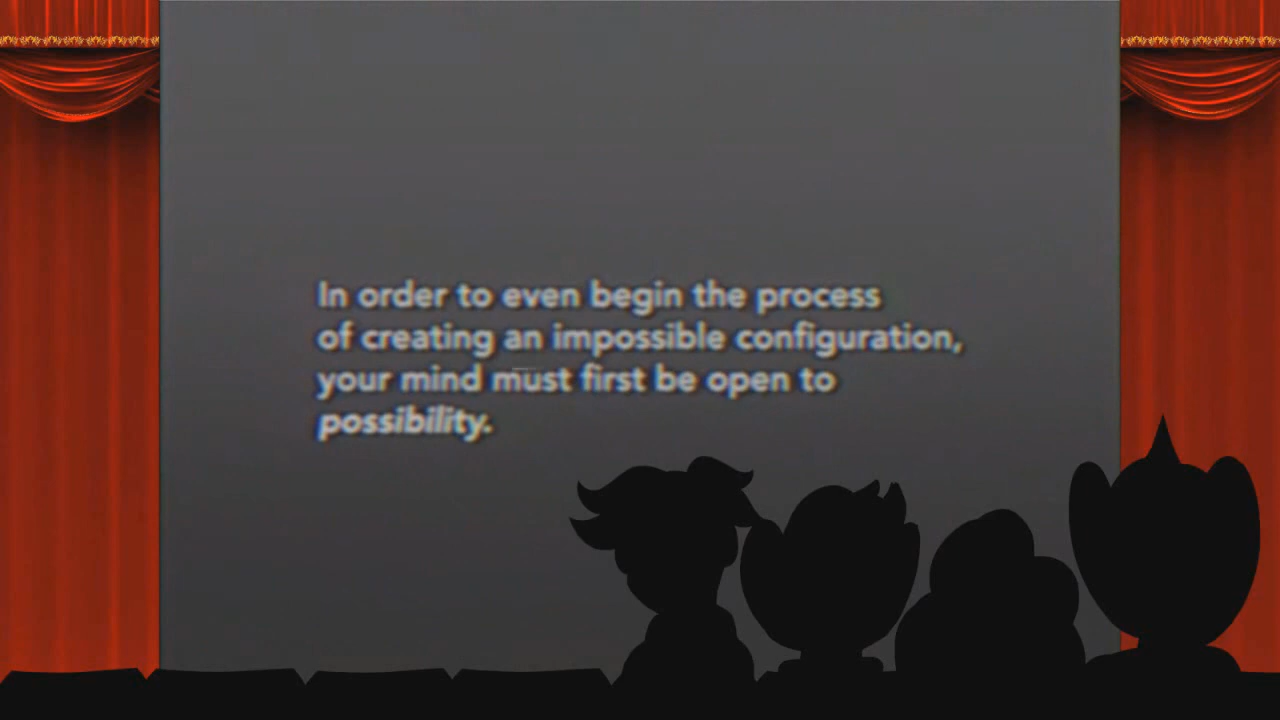 In order to even begin the process
of creating an impossible configuration,
your mind must first be open to
possibility.